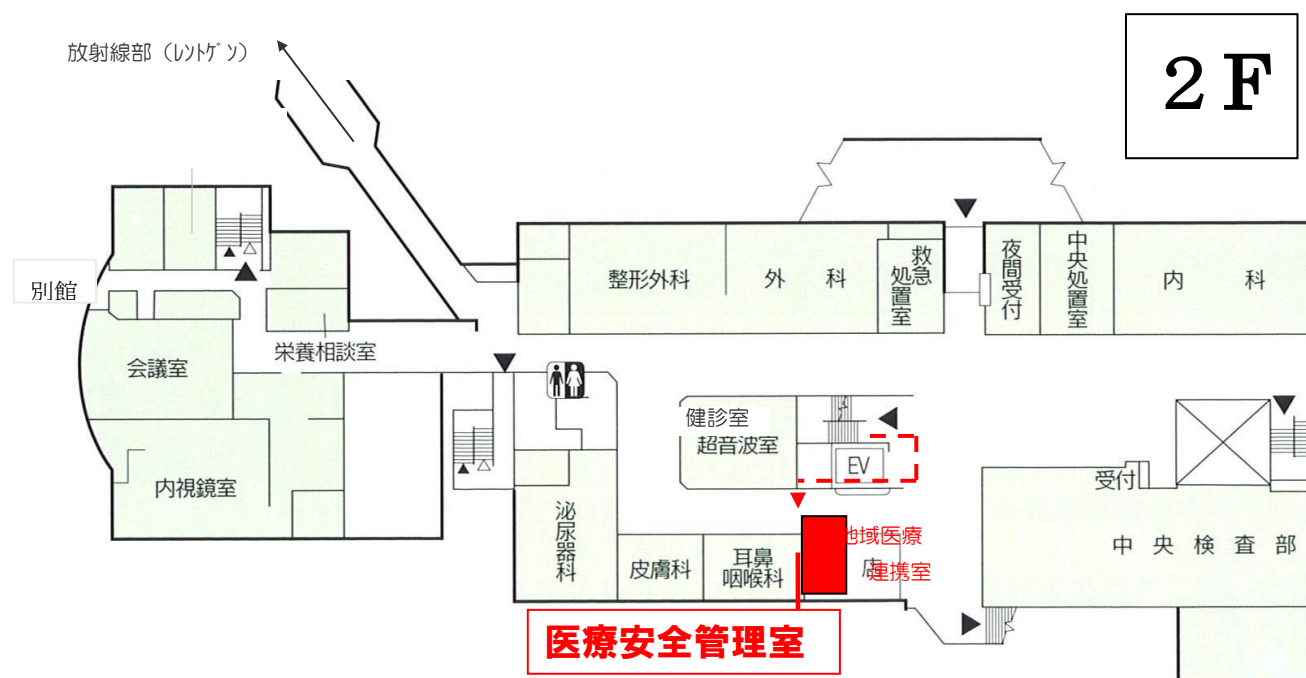 放射線部（ﾚﾝﾄｹﾞﾝ）
２Ｆ
別館
栄養相談室
会議室
内視鏡室
整形外科
外　科
救急
処置室
夜間受付
中央処置室
内　科
健診室
超音波室
EV
泌尿器科
皮膚科
耳鼻
咽喉科
地域医療
連携室
店
受付
中央検査部
医療安全管理室